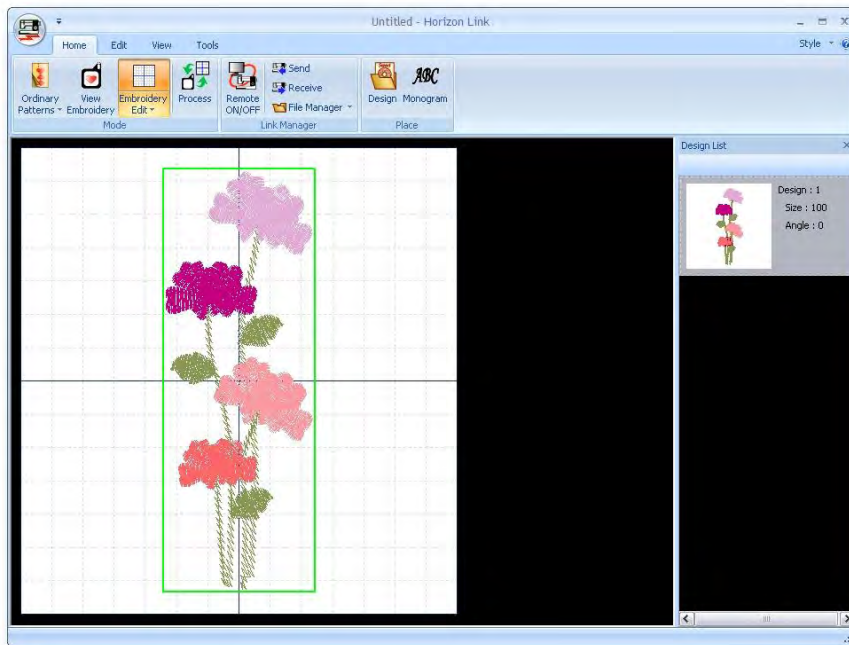 Untitled - Horizon Link
Home Edit View Tools
Style
Ordinary Patterns
View Embroidery
Embroidery Edit
Process
Mode
Remote ON/OFF
Send
Receive
File Manager
Link Manager
Design
ABC
Monogram
Place
Design List
Design : 1
Size : 100
Angle : 0